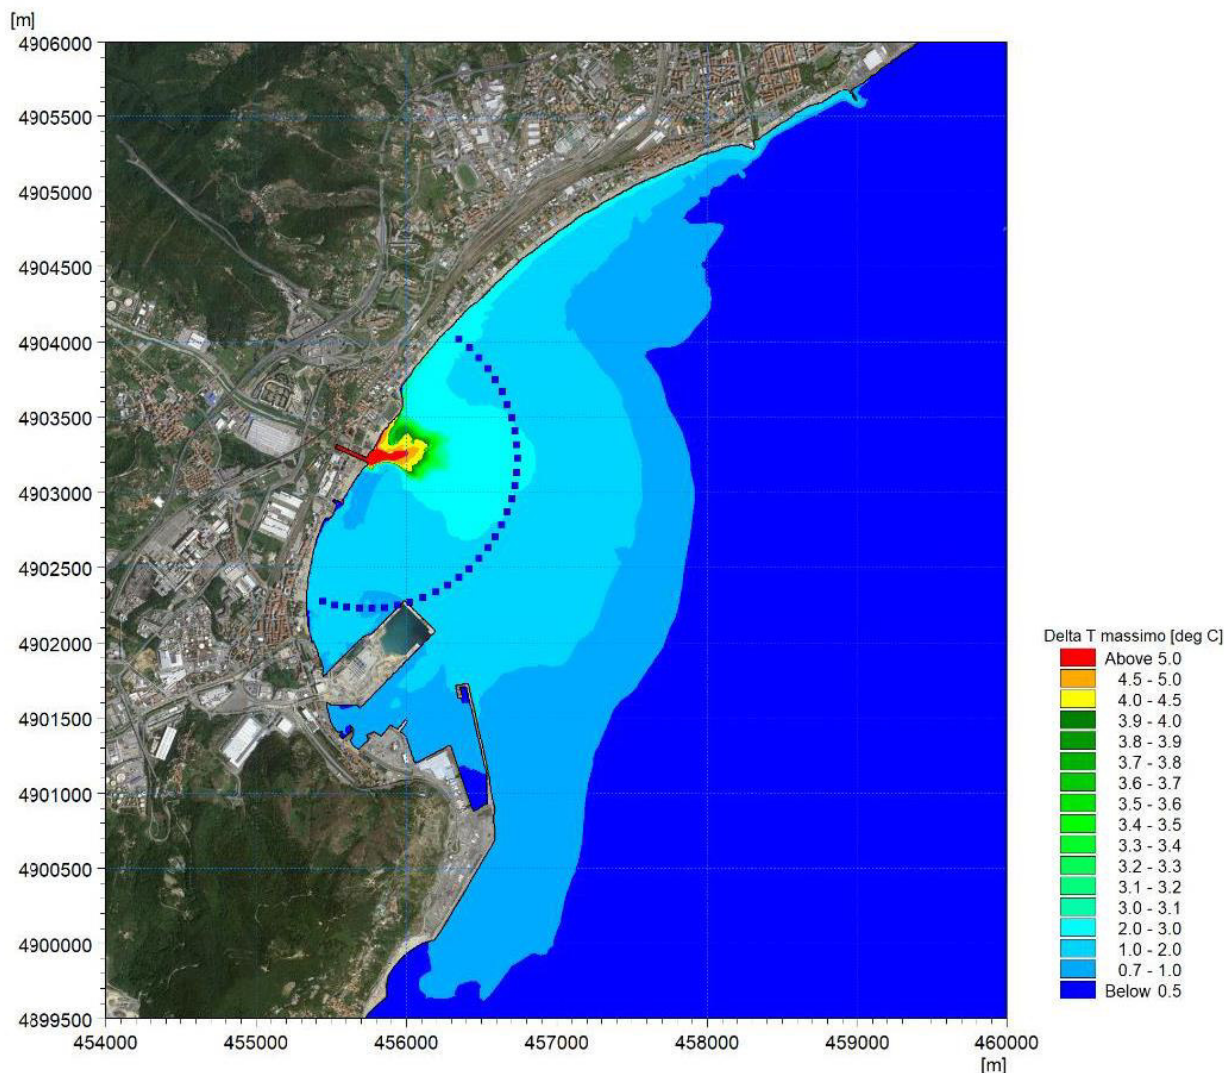 [m]
4906000
4905500
4905000
4904500
4904000
4903500
4903000
4902500
4902000
4901500
4901000
4900500
4900000
4899500
454000 455000 456000 457000 458000 459000 460000
[m]
Delta T massimo [deg C]
Above 5.0
4.5 - 5.0
4.0 - 4.5
3.9 - 4.0
3.8 - 3.9
3.7 - 3.8
3.6 - 3.7
3.5 - 3.6
3.4 - 3.5
3.3 - 3.4
3.2 - 3.3
3.1 - 3.2
3.0 - 3.1
2.0 - 3.0
1.0 - 2.0
0.7 - 1.0
Below 0.5